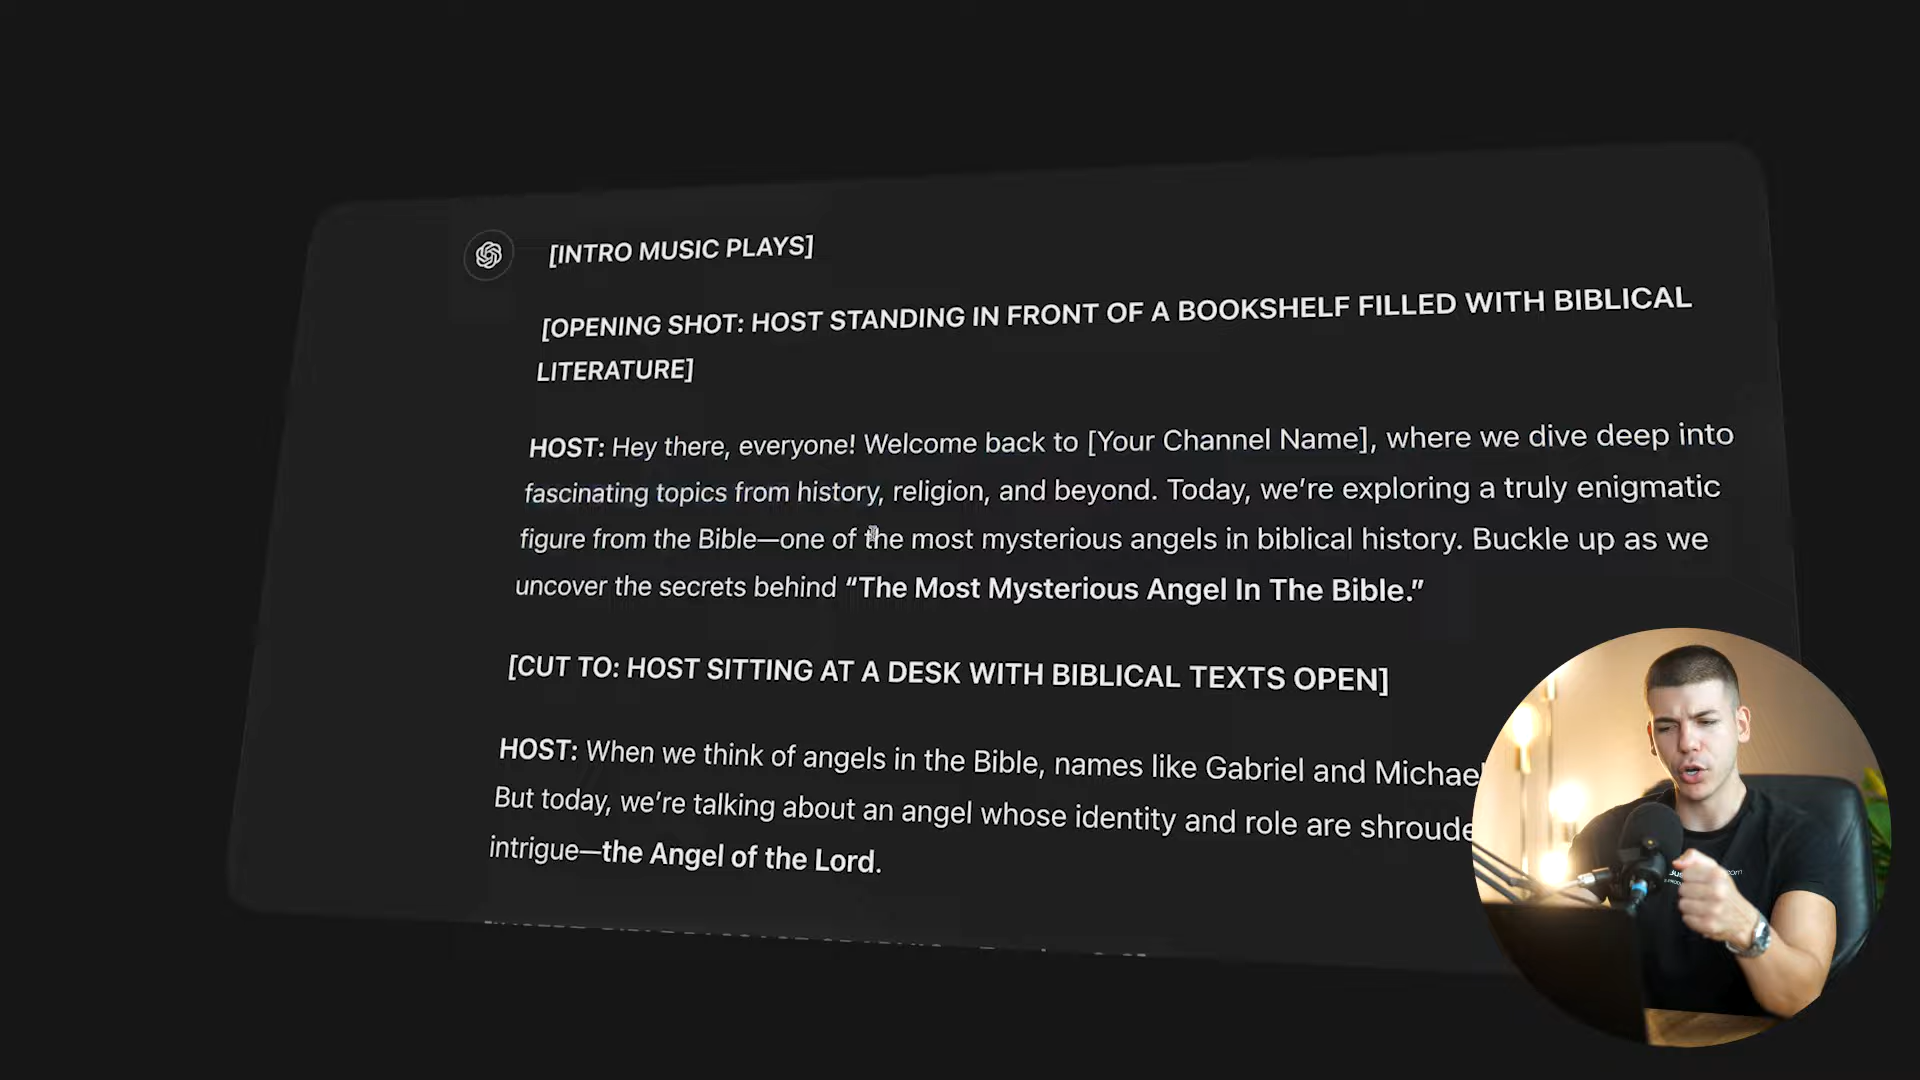 [INTRO MUSIC PLAYS]
[OPENING SHOT: HOST STANDING IN FRONT OF A BOOKSHELF FILLED WITH BIBLICAL
LITERATURE]
HOST: Hey there, everyone! Welcome back to [Your Channel Name], where we dive deep into
fascinating topics from history, religion, and beyond. Today, we’re exploring a truly enigmatic
figure from the Bible—one of the most mysterious angels in biblical history. Buckle up as we
uncover the secrets behind “The Most Mysterious Angel In The Bible.”
[CUT TO: HOST SITTING AT A DESK WITH BIBLICAL TEXTS OPEN]
HOST: When we think of angels in the Bible, names like Gabriel and Michae
But today, we’re talking about an angel whose identity and role are shroude
intrigue—the Angel of the Lord.